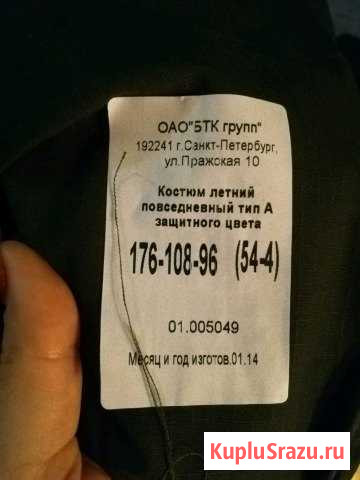 ОАО"БТК групп"
192241 г.Санкт-Петербург,
ул.Пражская 10
Костюм летний
повседневный тип А
защитного цвета
176-108-96 (54-4)
01.005049
Месяц и год изготов.01.14
KupluSrazu.ru